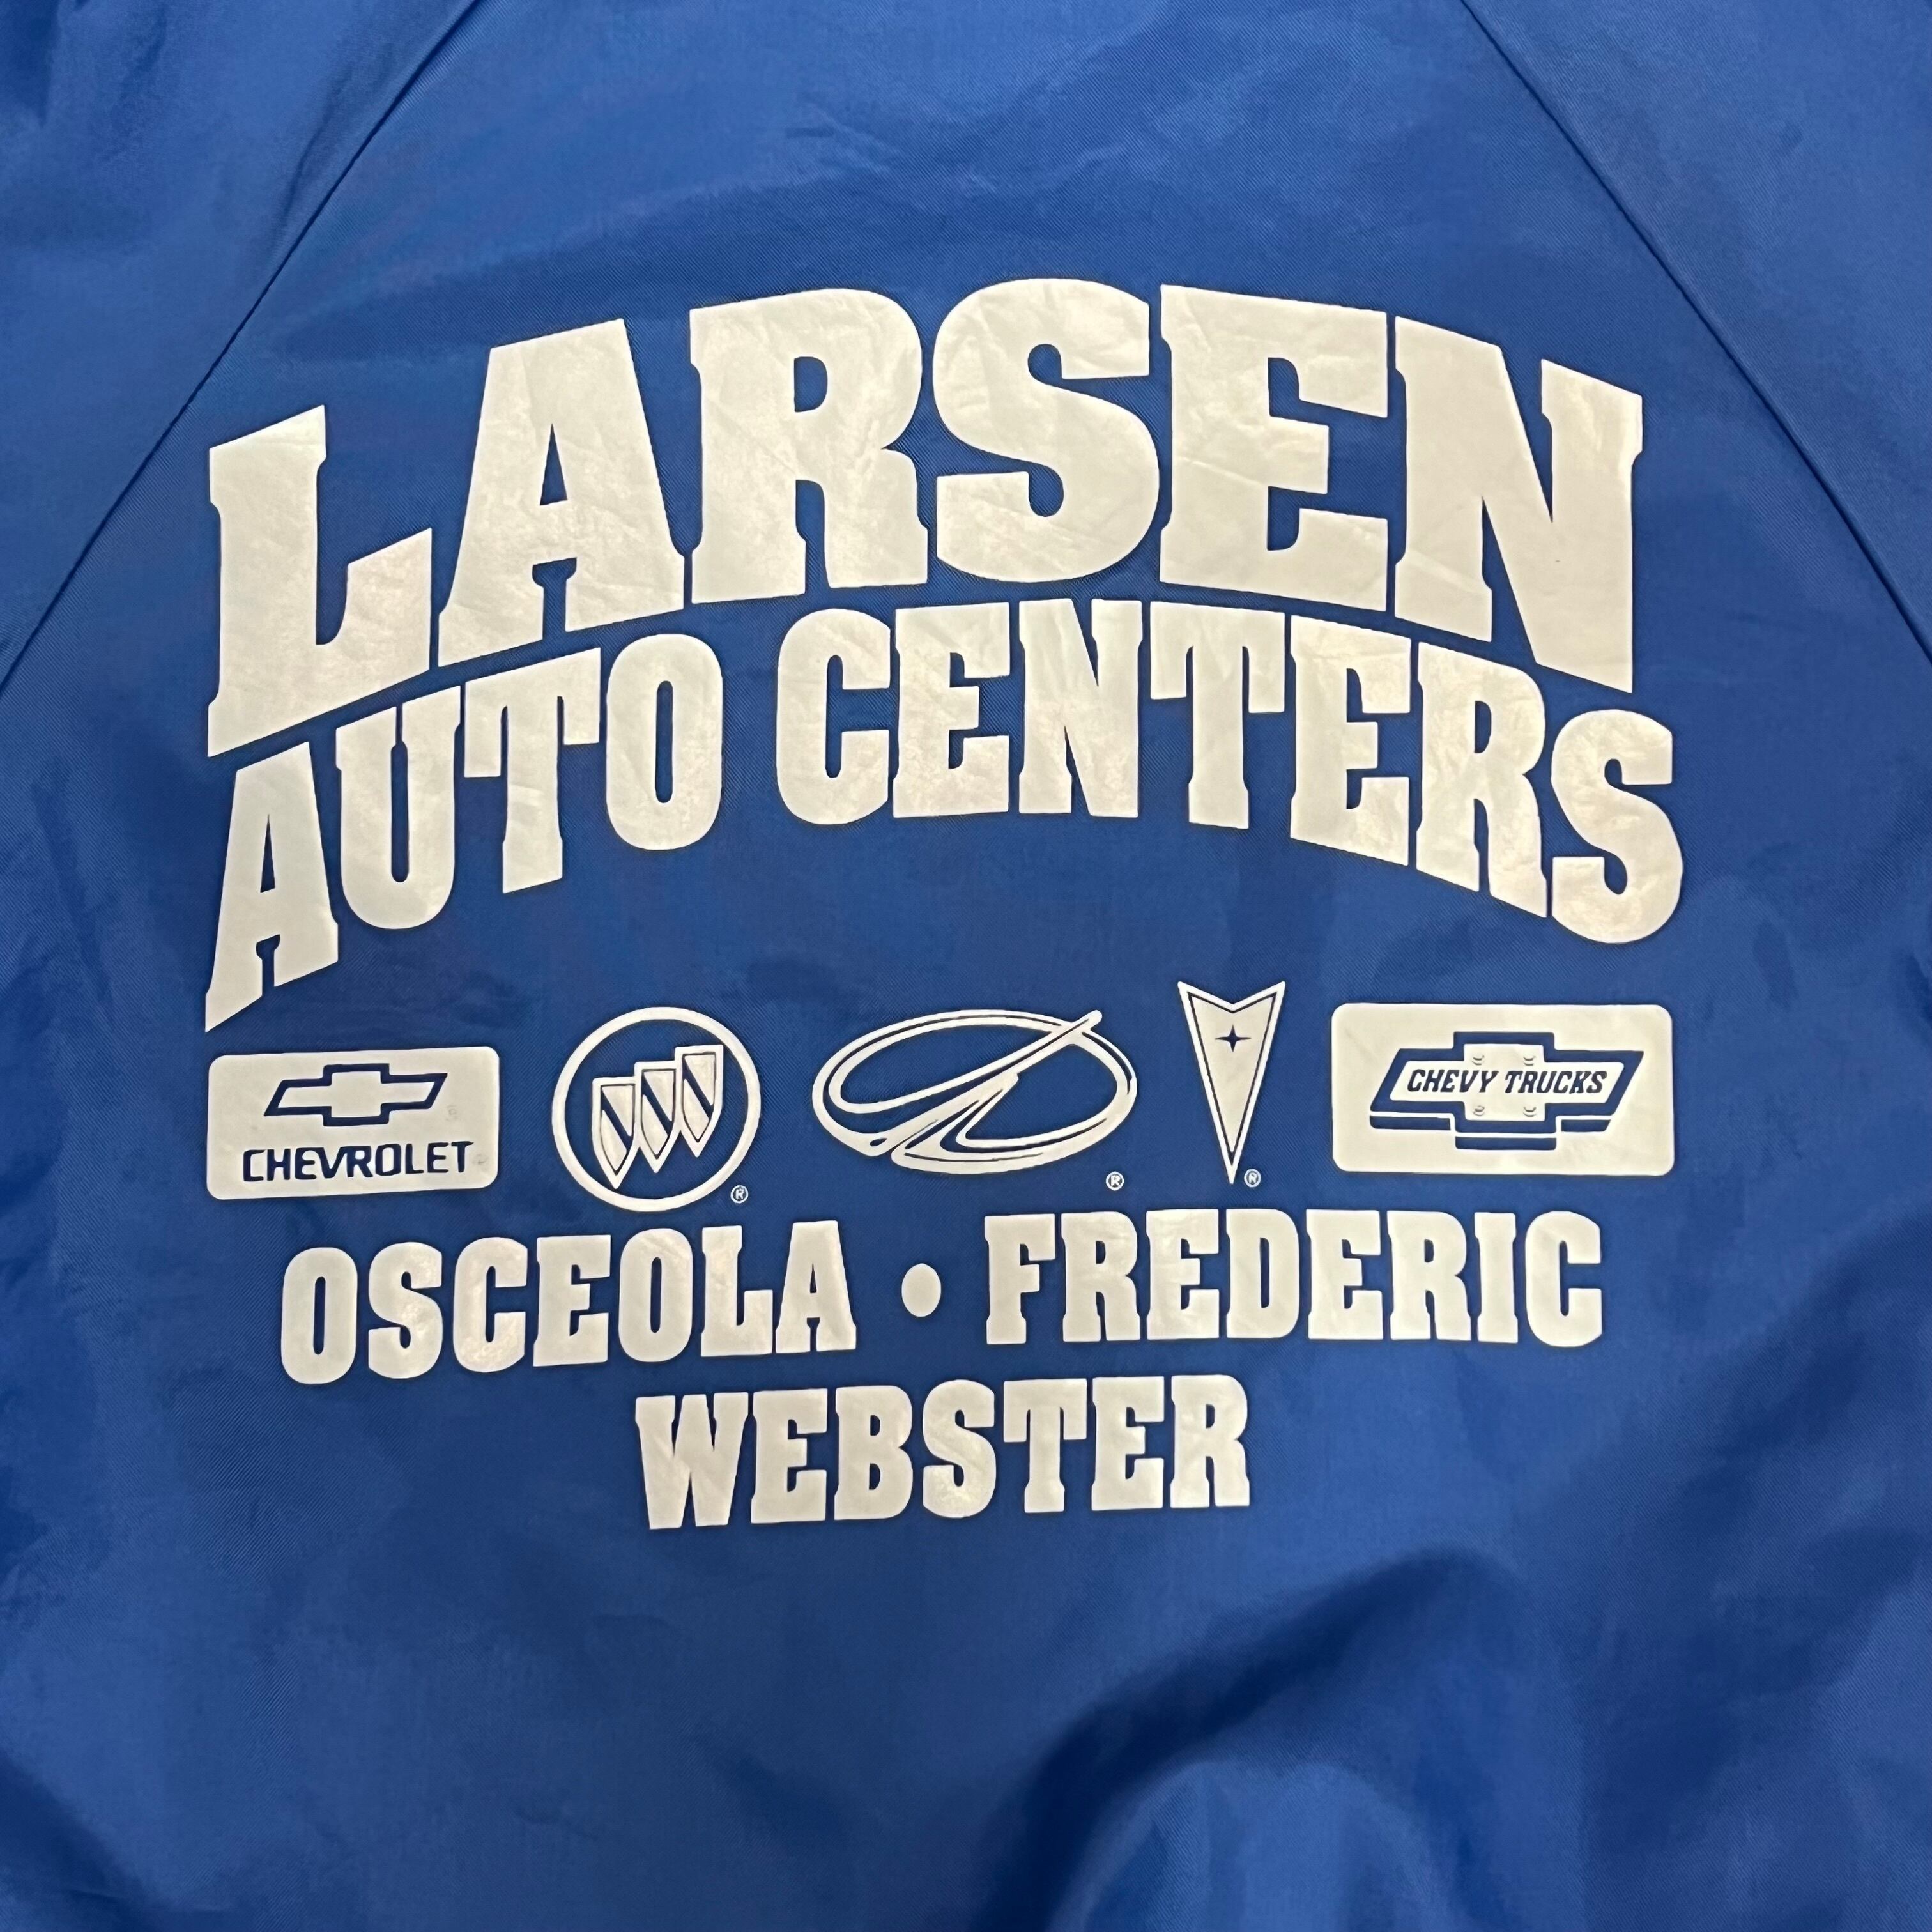 LARSEN
AUTO CENTERS
CHEVROLET ® ® ® CHEVY TRUCKS
OSCEOLA • FREDERIC
WEBSTER